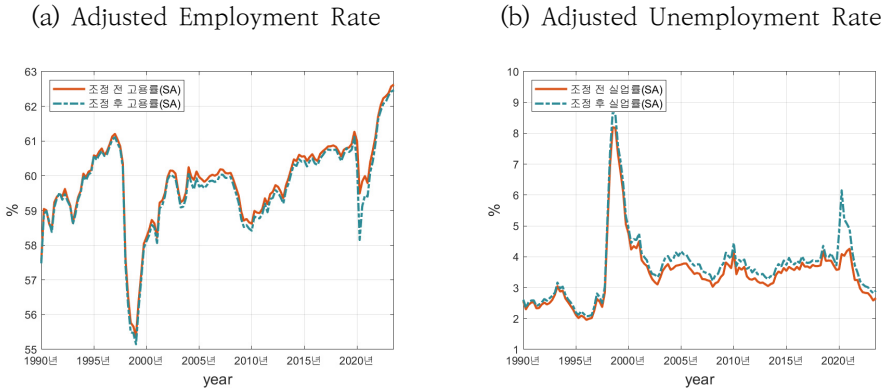 (a) Adjusted Employment Rate
63
62
61
60
59
58
57
56
55
%
조정 전 고용률(SA)
조정 후 고용률(SA)
1990년 1995년 2000년 2005년 2010년 2015년 2020년
year
(b) Adjusted Unemployment Rate
10
9
8
7
6
5
4
3
2
1
%
조정 전 실업률(SA)
조정 후 실업률(SA)
1990년 1995년 2000년 2005년 2010년 2015년 2020년
year